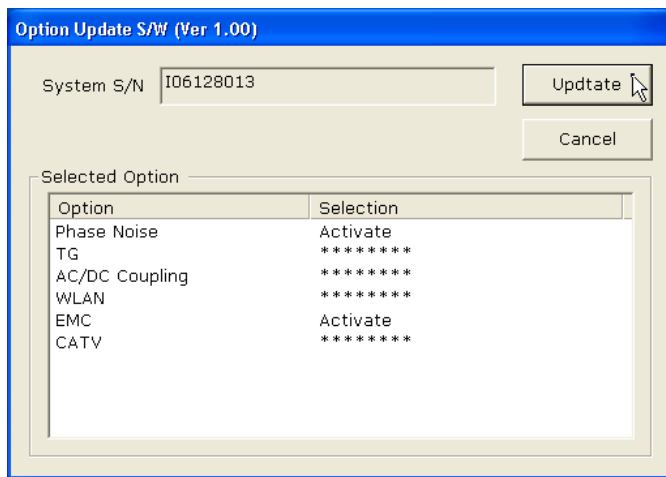 Option Update S/W (Ver 1.00)
System S/N I06128013 Updtate
Cancel
Selected Option
Option Selection
Phase Noise Activate
TG ********
AC/DC Coupling ********
WLAN ********
EMC Activate
CATV ********